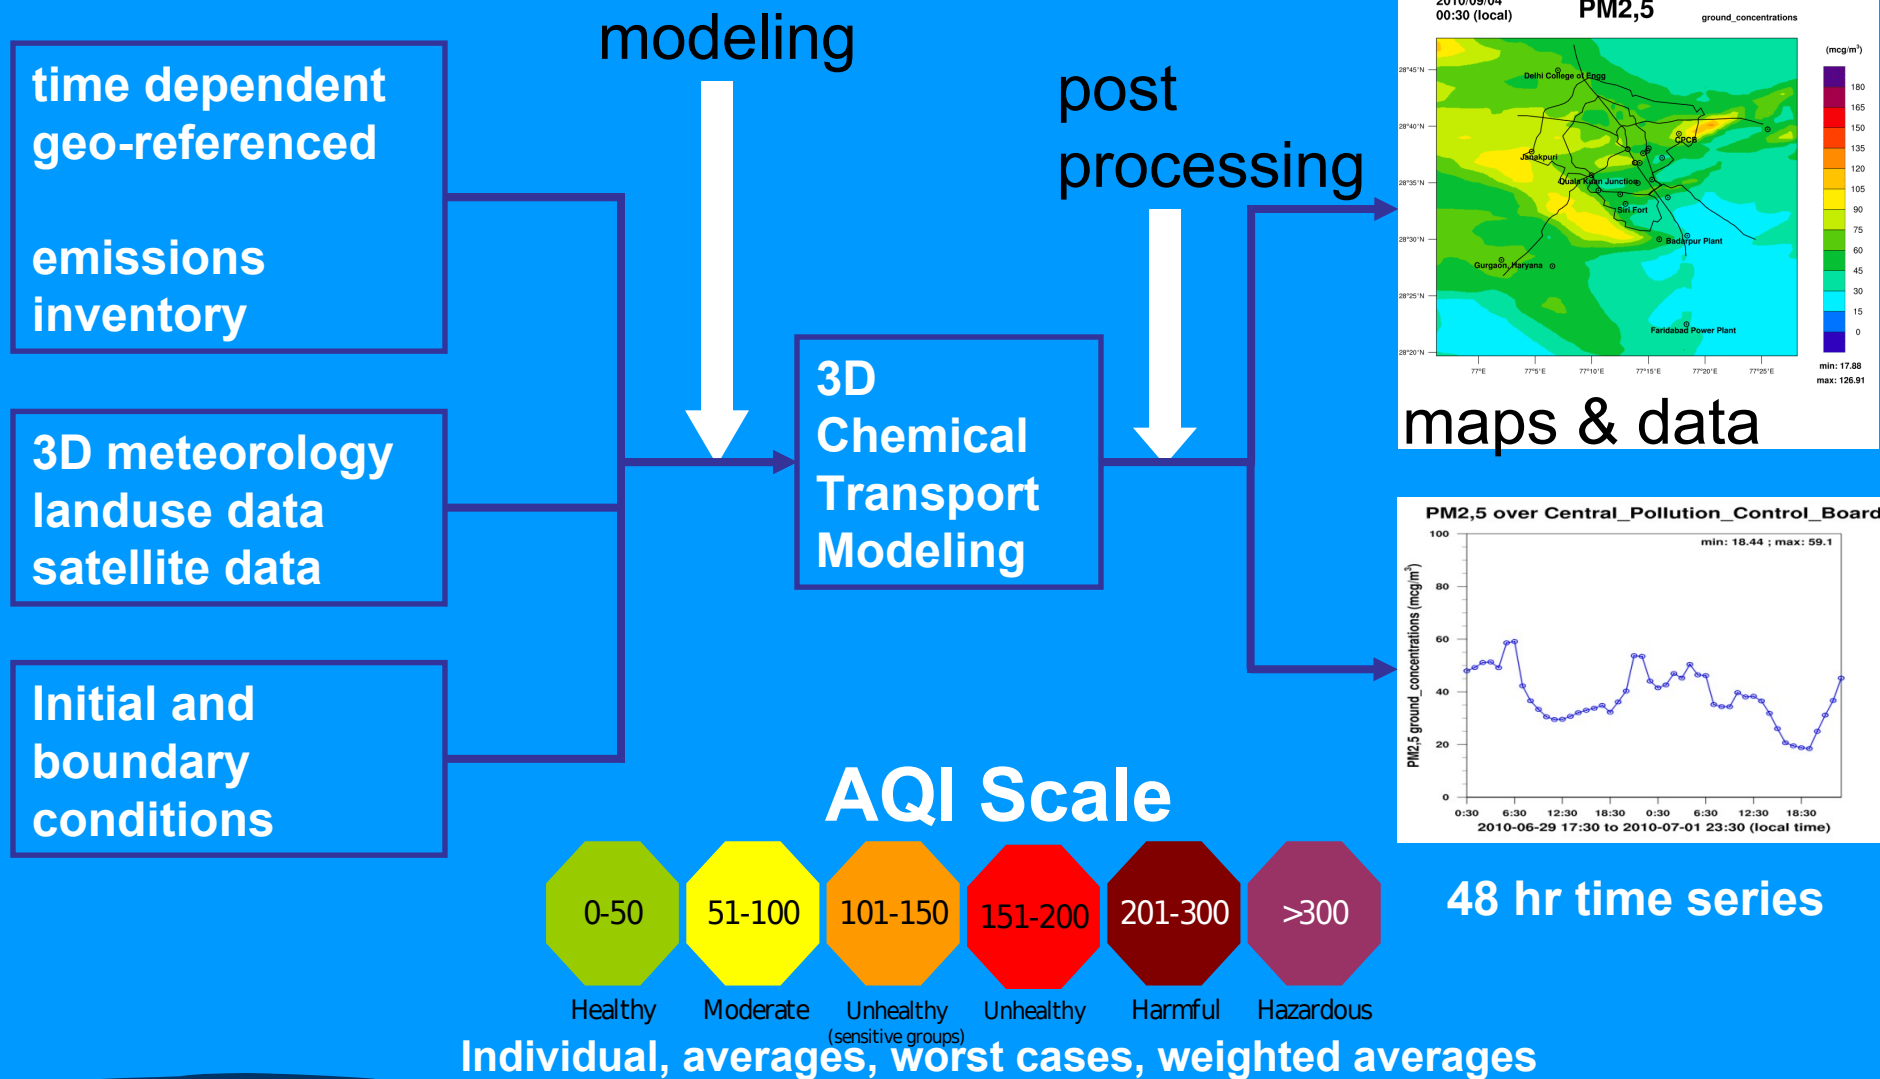 modeling
time dependent
geo-referenced
emissions
inventory
post
processing
3D meteorology
landuse data
satellite data
3D
Chemical
Transport
Modeling
Initial and
boundary
conditions
2010/09/04
00:30 (local)
PM2,5
ground_concentrations
(mcg/m³)
28°45'N
28°40'N
28°35'N
28°30'N
28°25'N
28°20'N
Delhi College of Engg
CPCB
Janakpuri
Siri Fort
Badarpur Plant
Gurgaon, Haryana
Faridabad Power Plant
77°E
77°5'E
77°10'E
77°15'E
77°20'E
77°25'E
180
165
150
135
120
105
90
75
60
45
30
15
0
min: 17.88
max: 126.91
maps & data
PM2,5 over Central_Pollution_Control_Board
min: 18.44 ; max: 59.1
PM2,5 ground_concentrations (mcg/m³)
100
80
60
40
20
0
0:30 6:30 12:30 18:30 0:30 6:30 12:30 18:30
2010-06-29 17:30 to 2010-07-01 23:30 (local time)
48 hr time series
AQI Scale
0-50 51-100 101-150 151-200 201-300 >300
Healthy Moderate Unhealthy Unhealthy Harmful Hazardous
(sensitive groups)
Individual, averages, worst cases, weighted averages